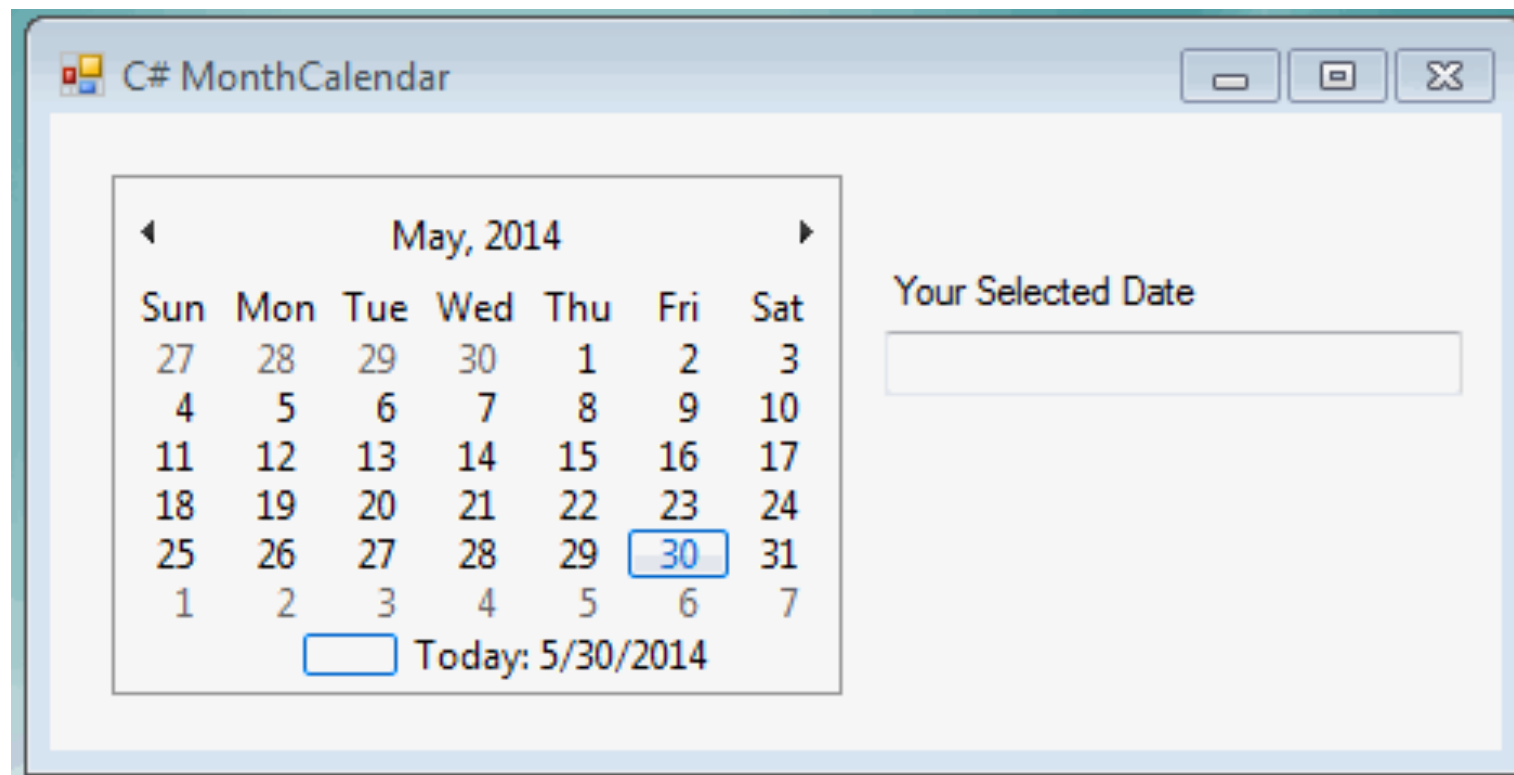 C# MonthCalendar
May, 2014
Sun Mon Tue Wed Thu Fri Sat
27 28 29 30 1 2 3
4 5 6 7 8 9 10
11 12 13 14 15 16 17
18 19 20 21 22 23 24
25 26 27 28 29 30 31
1 2 3 4 5 6 7
Today: 5/30/2014
Your Selected Date